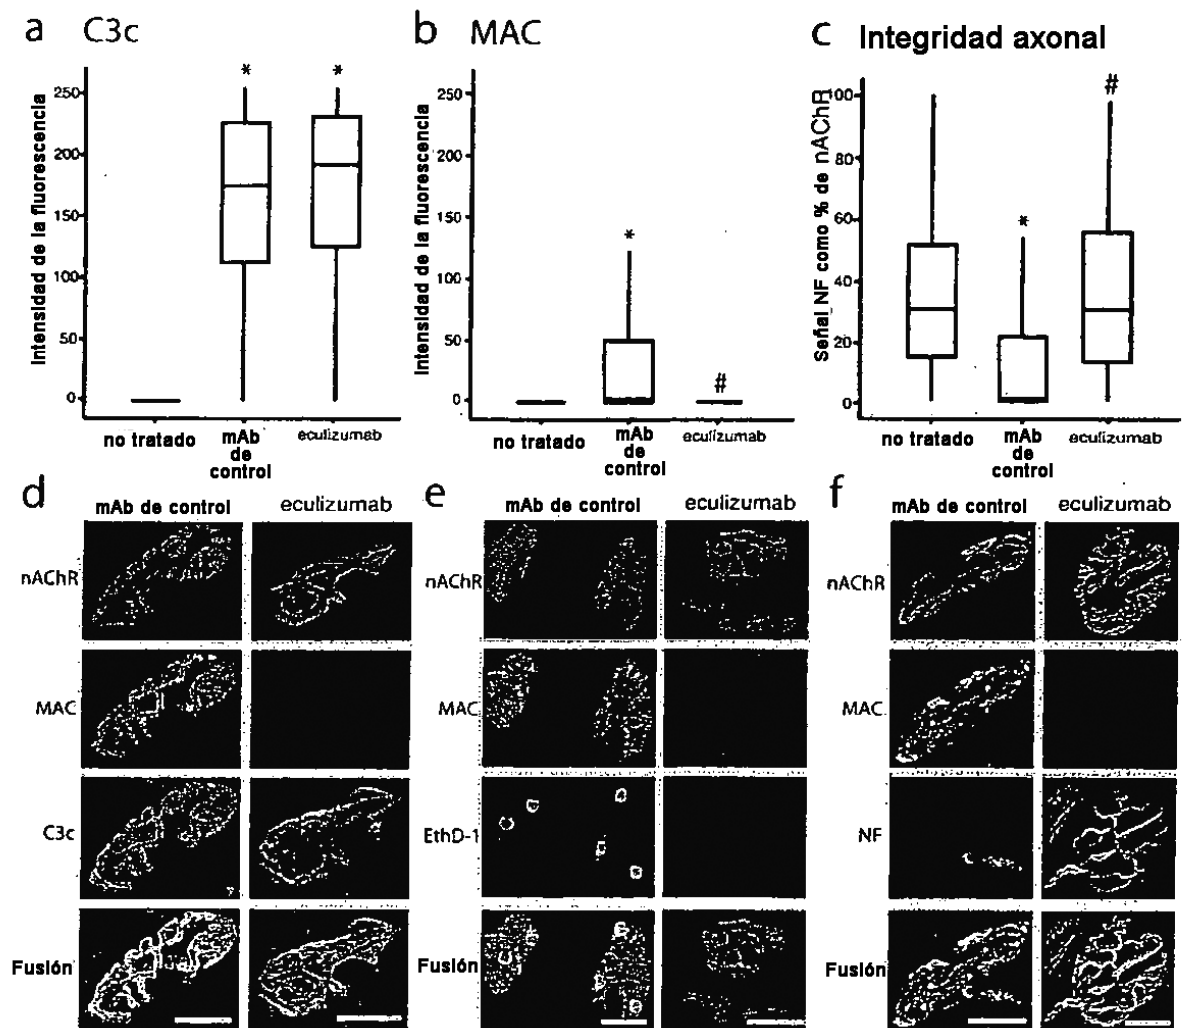 a C3c
Intensidad de la fluorescencia
250
200
150
100
50
0
*
*
no tratado
mAb de control
eculizumab
b MAC
Intensidad de la fluorescencia
250
200
150
100
50
0
*
#
no tratado
mAb de control
eculizumab
c Integridad axonal
Señal NF como % de nAChR
100
80
60
40
20
0
*
#
no tratado
mAb de control
eculizumab
d
mAb de control
eculizumab
nAChR
MAC
C3c
Fusión
e
mAb de control
eculizumab
nAChR
MAC
EthD-1
Fusión
f
mAb de control
eculizumab
nAChR
MAC
NF
Fusión